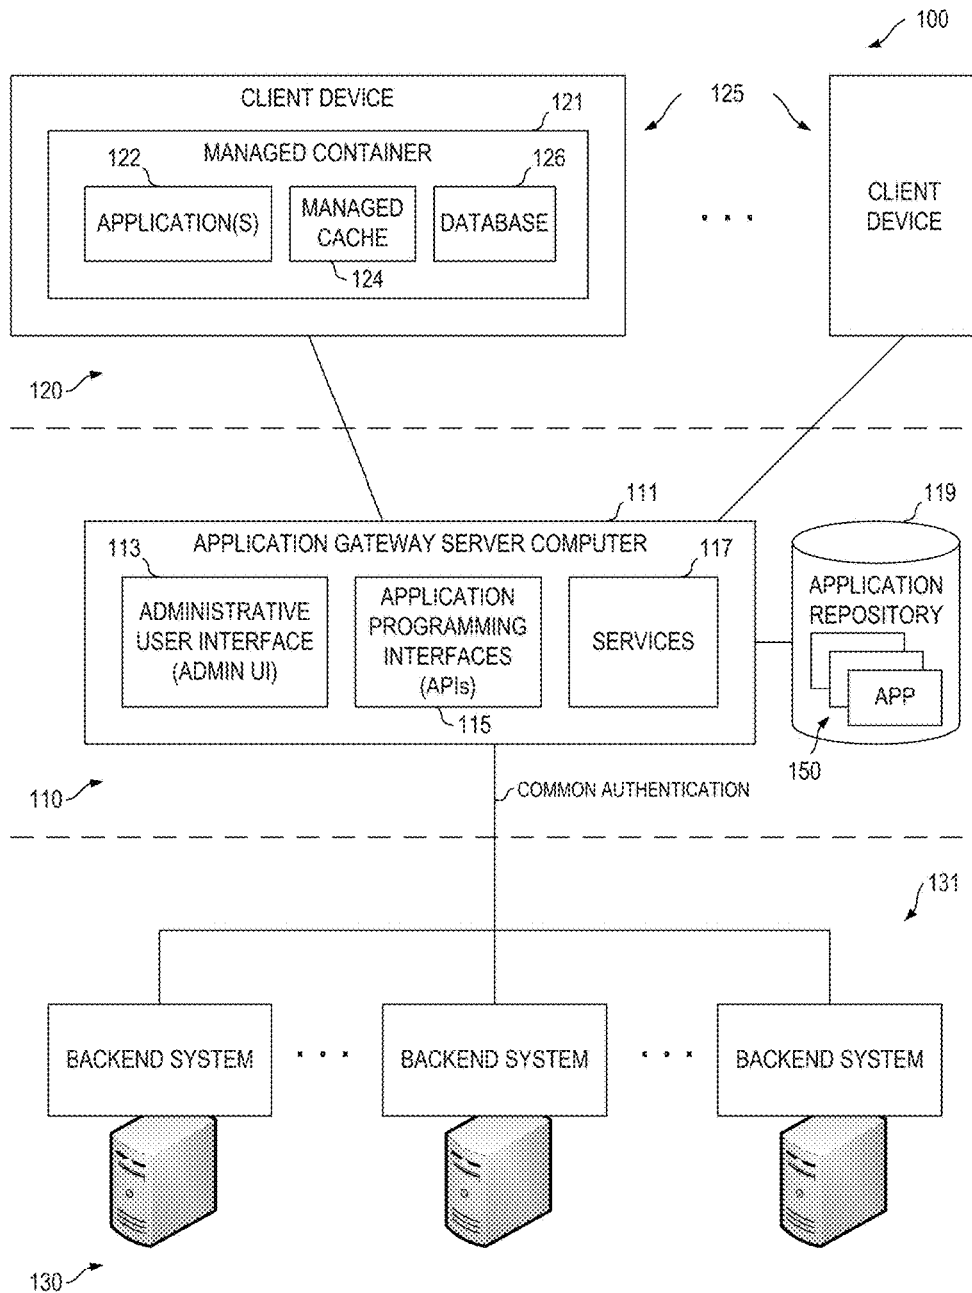 100
CLIENT DEVICE
125
121
MANAGED CONTAINER
122
126
APPLICATION(S)
MANAGED
CACHE
DATABASE
124
CLIENT
DEVICE
120
111
119
APPLICATION GATEWAY SERVER COMPUTER
113
117
ADMINISTRATIVE
USER INTERFACE
(ADMIN UI)
APPLICATION
PROGRAMMING
INTERFACES
(APIs)
115
SERVICES
APPLICATION
REPOSITORY
APP
150
110
COMMON AUTHENTICATION
131
BACKEND SYSTEM
BACKEND SYSTEM
BACKEND SYSTEM
130